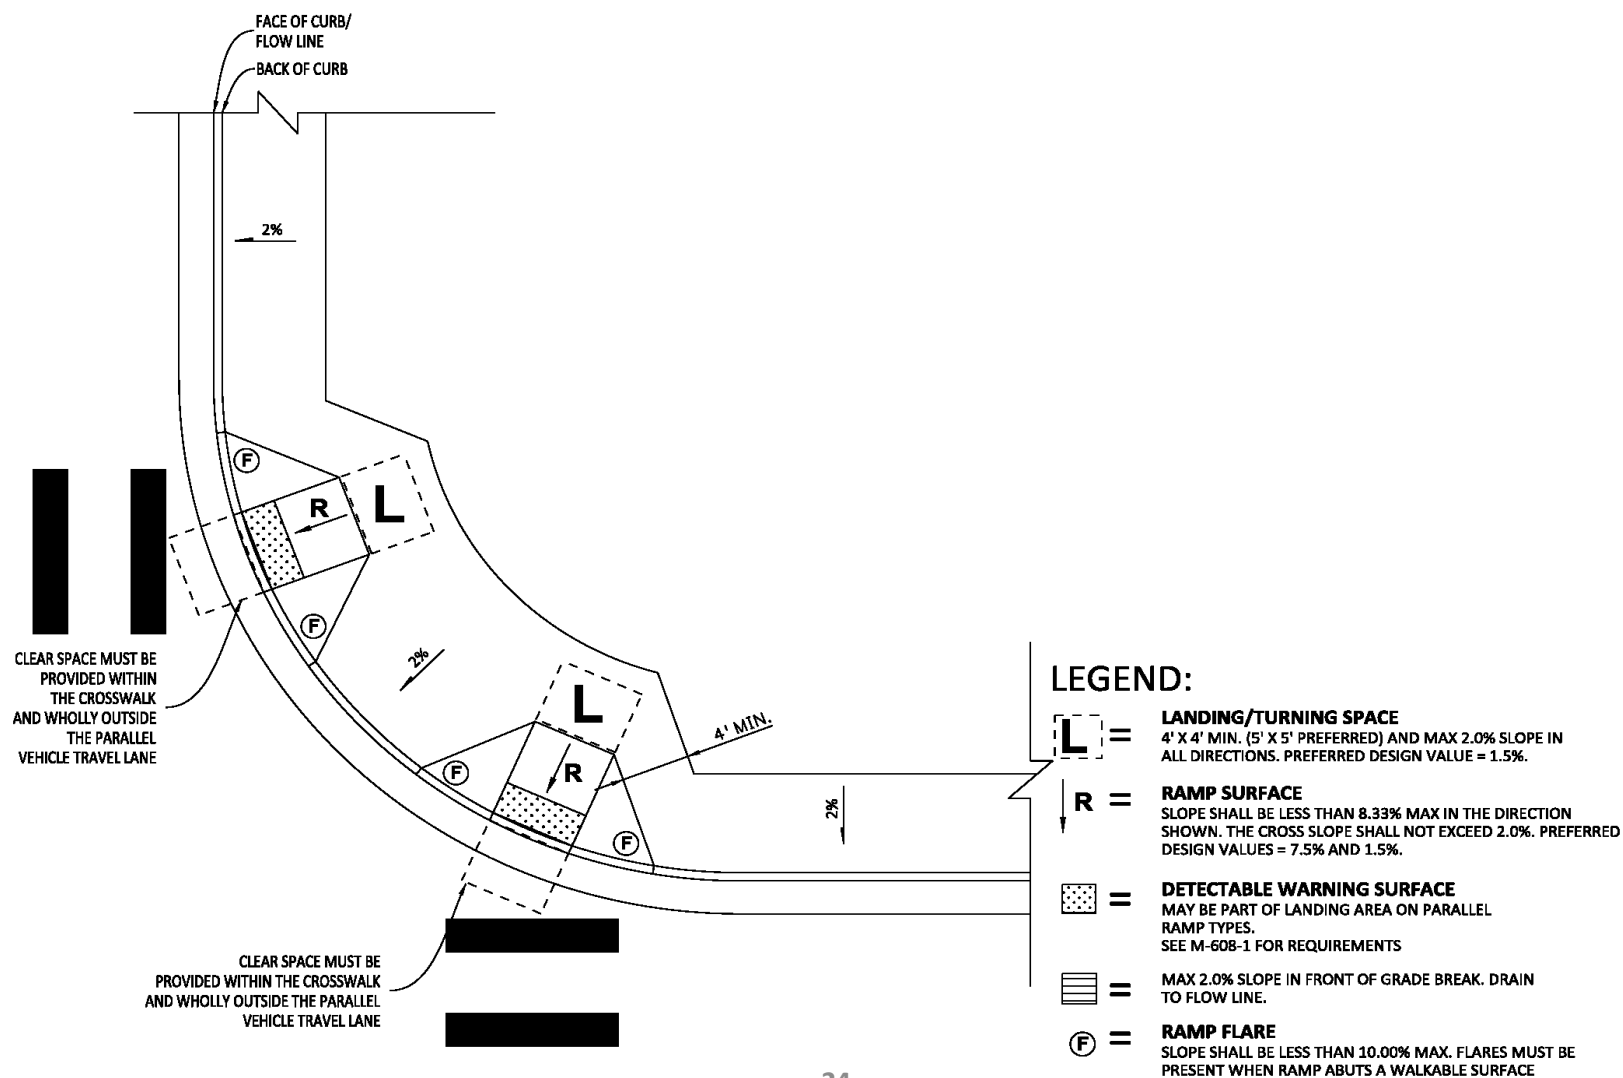 FACE OF CURB/
FLOW LINE
BACK OF CURB
2%
F
R
L
F
CLEAR SPACE MUST BE
PROVIDED WITHIN
THE CROSSWALK
AND WHOLLY OUTSIDE
THE PARALLEL
VEHICLE TRAVEL LANE
2%
L
4' MIN.
F
R
F
2%
CLEAR SPACE MUST BE
PROVIDED WITHIN THE CROSSWALK
AND WHOLLY OUTSIDE THE PARALLEL
VEHICLE TRAVEL LANE
LEGEND:
L = LANDING/TURNING SPACE
4' X 4' MIN. (5' X 5' PREFERRED) AND MAX 2.0% SLOPE IN
ALL DIRECTIONS. PREFERRED DESIGN VALUE = 1.5%.
R = RAMP SURFACE
SLOPE SHALL BE LESS THAN 8.33% MAX IN THE DIRECTION
SHOWN. THE CROSS SLOPE SHALL NOT EXCEED 2.0%. PREFERRED
DESIGN VALUES = 7.5% AND 1.5%.
= DETECTABLE WARNING SURFACE
MAY BE PART OF LANDING AREA ON PARALLEL
RAMP TYPES.
SEE M-608-1 FOR REQUIREMENTS
= MAX 2.0% SLOPE IN FRONT OF GRADE BREAK. DRAIN
TO FLOW LINE.
F = RAMP FLARE
SLOPE SHALL BE LESS THAN 10.00% MAX. FLARES MUST BE
PRESENT WHEN RAMP ABUTS A WALKABLE SURFACE